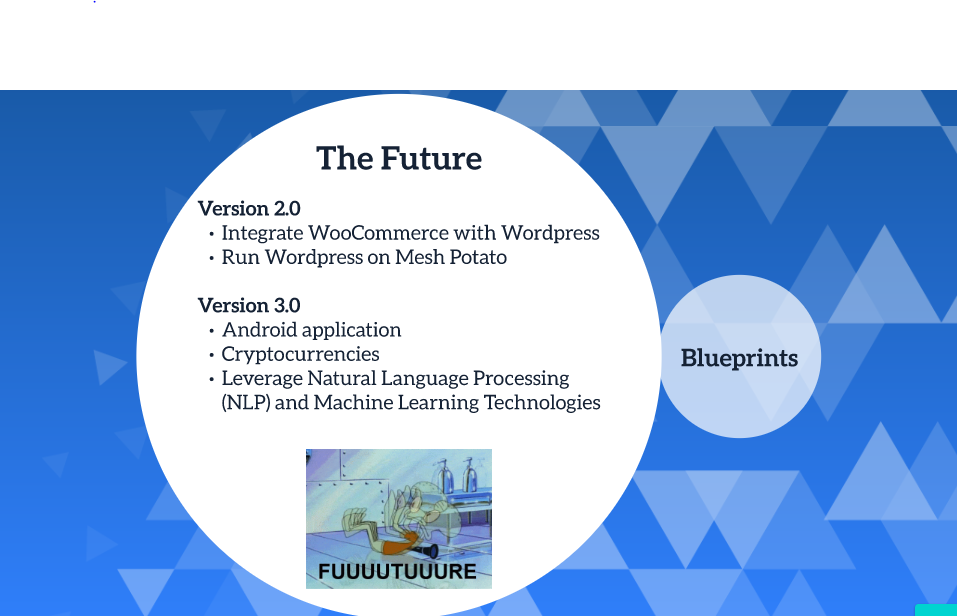 The Future
Version 2.0
• Integrate WooCommerce with Wordpress
• Run Wordpress on Mesh Potato
Version 3.0
• Android application
• Cryptocurrencies
• Leverage Natural Language Processing
(NLP) and Machine Learning Technologies
Blueprints
FUUUUTUUURE